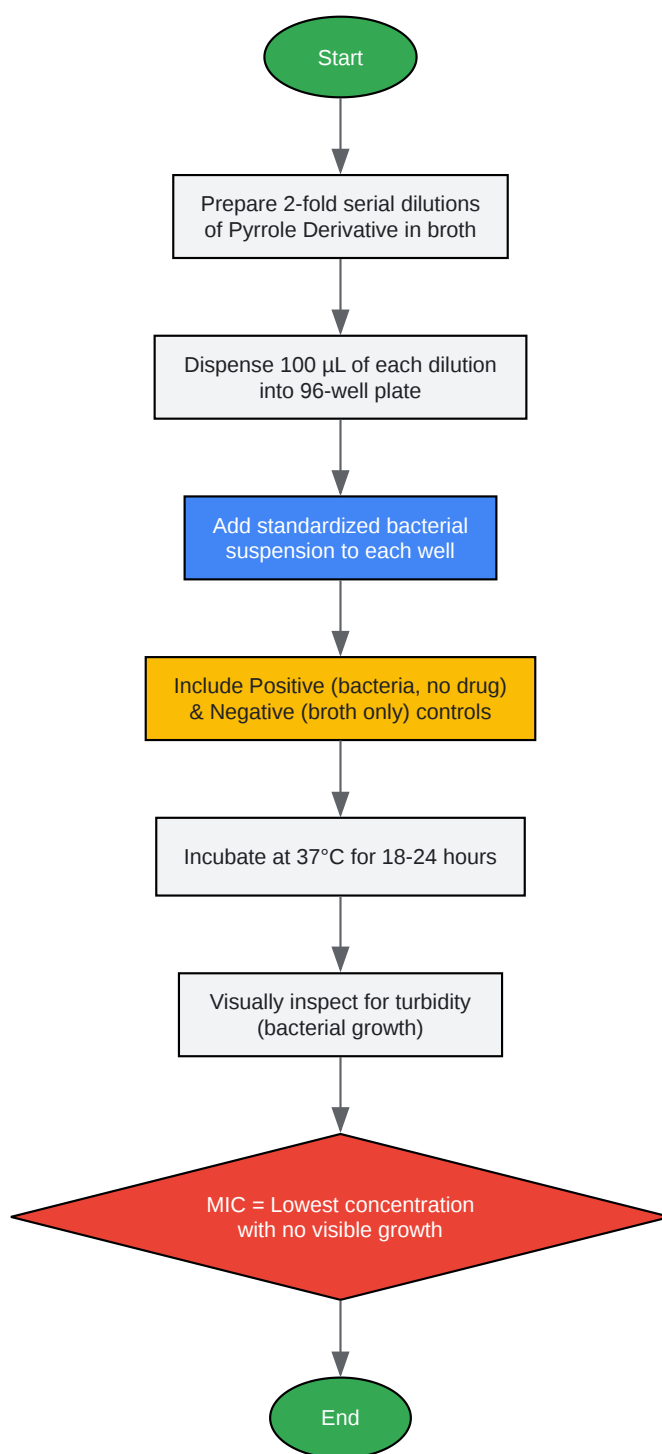 Start
Prepare 2-fold serial dilutions
of Pyrrole Derivative in broth
Dispense 100 µL of each dilution
into 96-well plate
Add standardized bacterial
suspension to each well
Include Positive (bacteria, no drug)
& Negative (broth only) controls
Incubate at 37°C for 18-24 hours
Visually inspect for turbidity
(bacterial growth)
MIC = Lowest concentration
with no visible growth
End